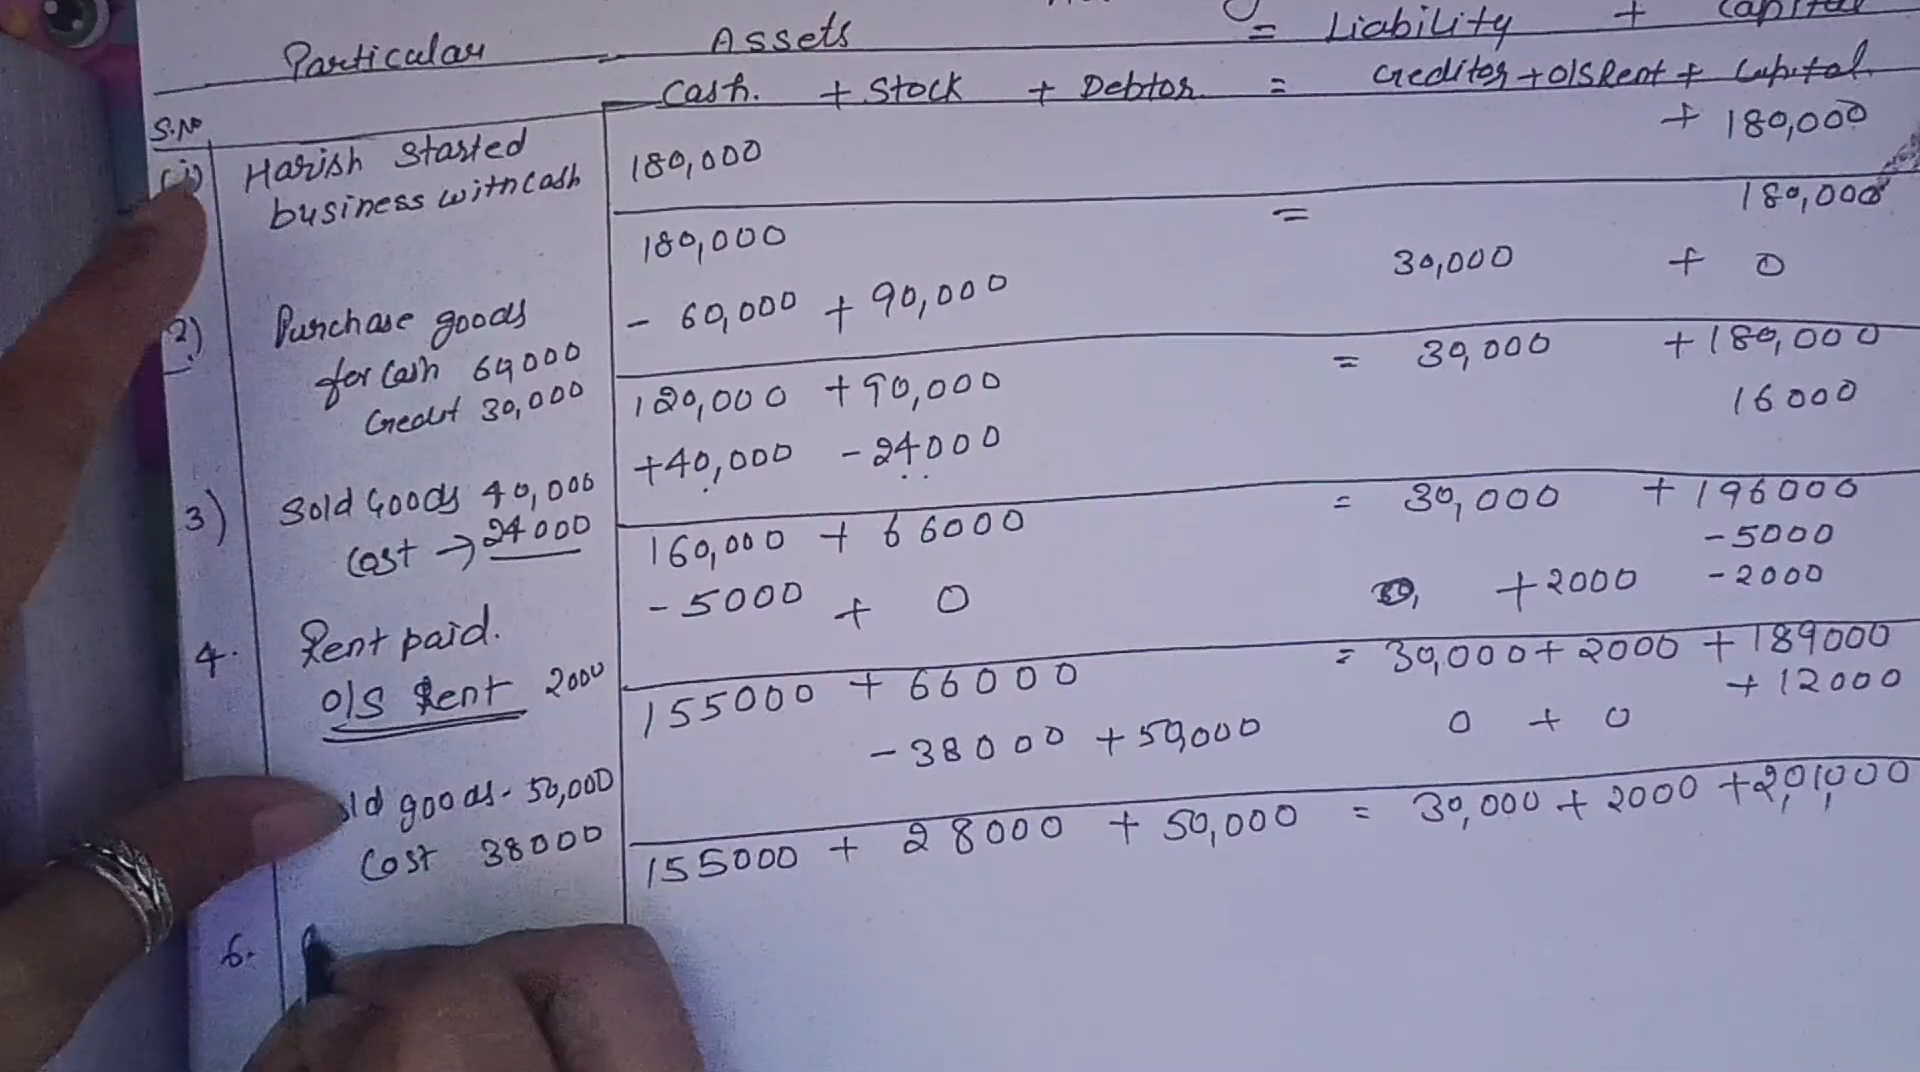 Particular Assets = Liability + Capital
Cash. + Stock + Debtor = Creditor + O/S Rent + Capital
S.No
(1) Harish Started 180,000 + 180,000
business with cash
180,000 = 180,000
2) Purchase goods - 60,000 + 90,000 30,000 + 0
for Cash 60,000
Credit 30,000 120,000 + 90,000 = 30,000 + 180,000
+40,000 - 24000 16000
3) Sold Goods 40,000
Cost → 24000 160,000 + 66000 = 30,000 + 196000
- 5000
4. Rent paid. - 5000 + 0 +2000 - 2000
O/S Rent 2000 155000 + 66000 = 30,000 + 2000 + 189000
+ 12000
ld goods - 50,000 - 38000 + 50,000 0 + 0
Cost 38000 155000 + 28000 + 50,000 = 30,000 + 2000 + 201000
6.